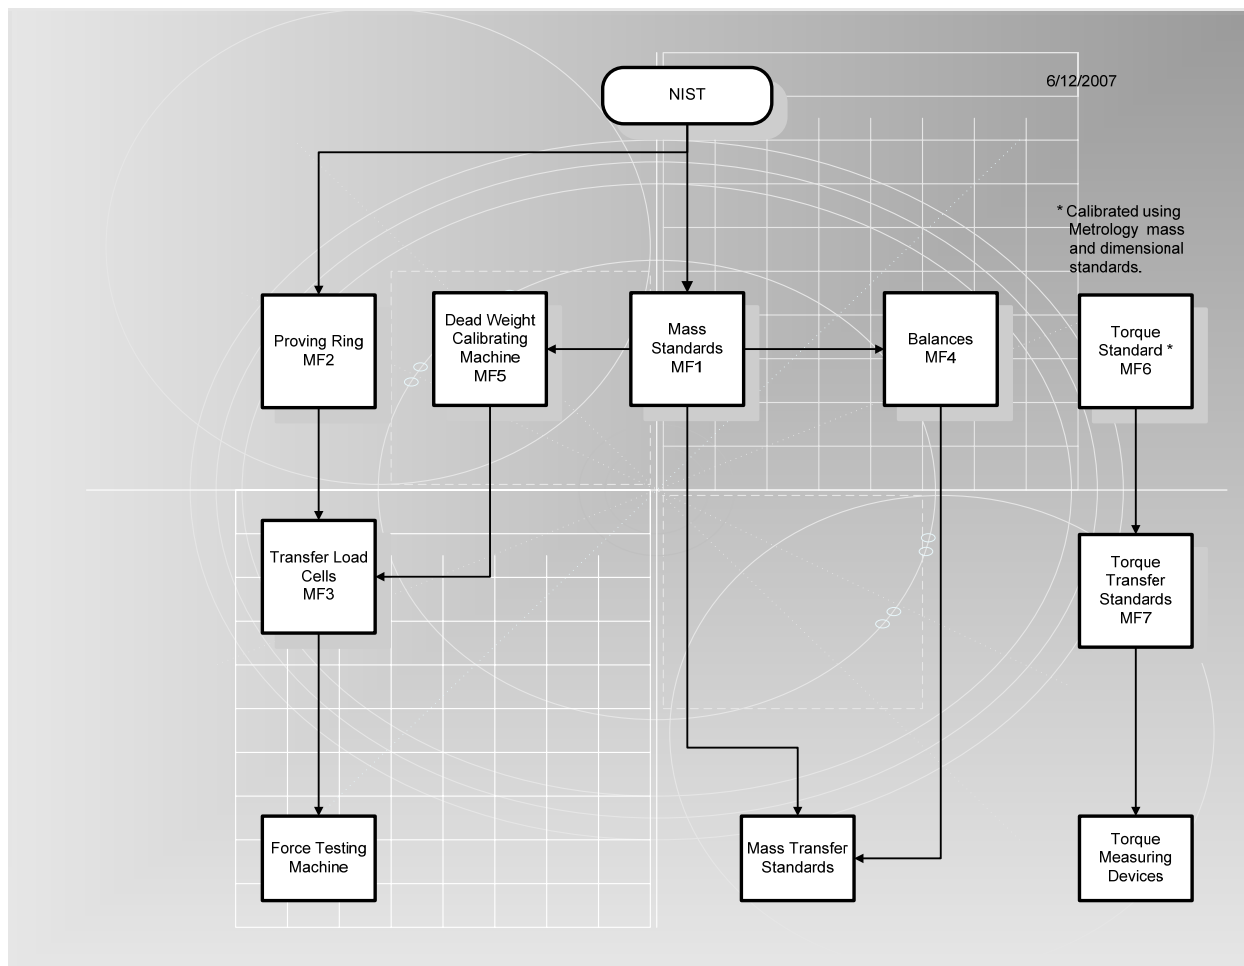 NIST
6/12/2007
* Calibrated using
Metrology mass
and dimensional
standards.
Proving Ring
MF2
Dead Weight
Calibrating
Machine
MF5
Mass
Standards
MF1
Balances
MF4
Torque
Standard *
MF6
Transfer Load
Cells
MF3
Torque
Transfer
Standards
MF7
Force Testing
Machine
Mass Transfer
Standards
Torque
Measuring
Devices